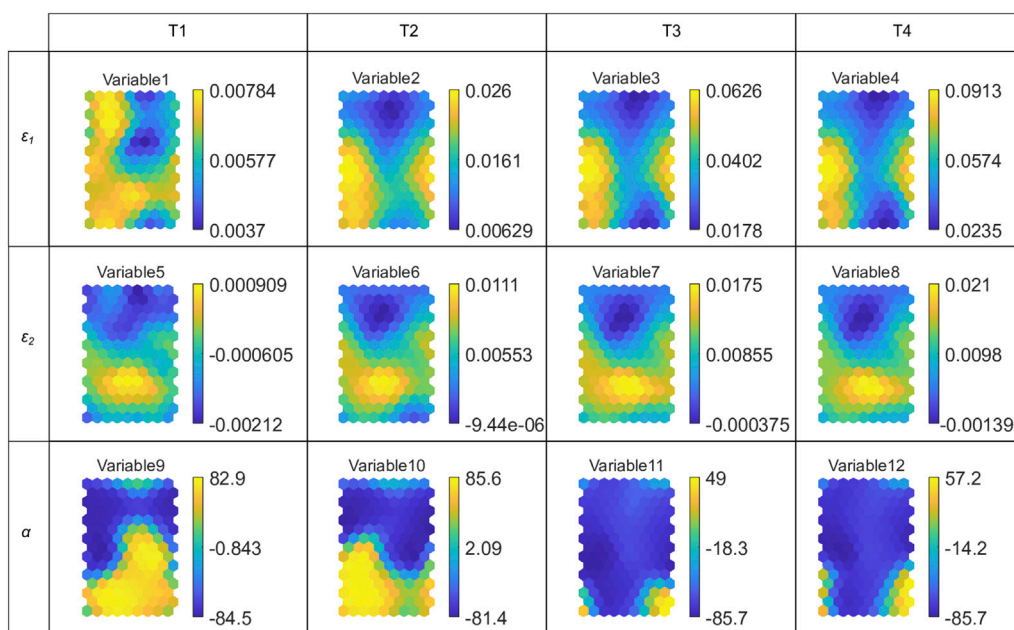 T1 T2 T3 T4
ε1
Variable1
0.00784
0.00577
0.0037
Variable2
0.026
0.0161
0.00629
Variable3
0.0626
0.0402
0.0178
Variable4
0.0913
0.0574
0.0235
ε2
Variable5
0.000909
-0.000605
-0.00212
Variable6
0.0111
0.00553
-9.44e-06
Variable7
0.0175
0.00855
-0.000375
Variable8
0.021
0.0098
-0.00139
α
Variable9
82.9
-0.843
-84.5
Variable10
85.6
2.09
-81.4
Variable11
49
-18.3
-85.7
Variable12
57.2
-14.2
-85.7